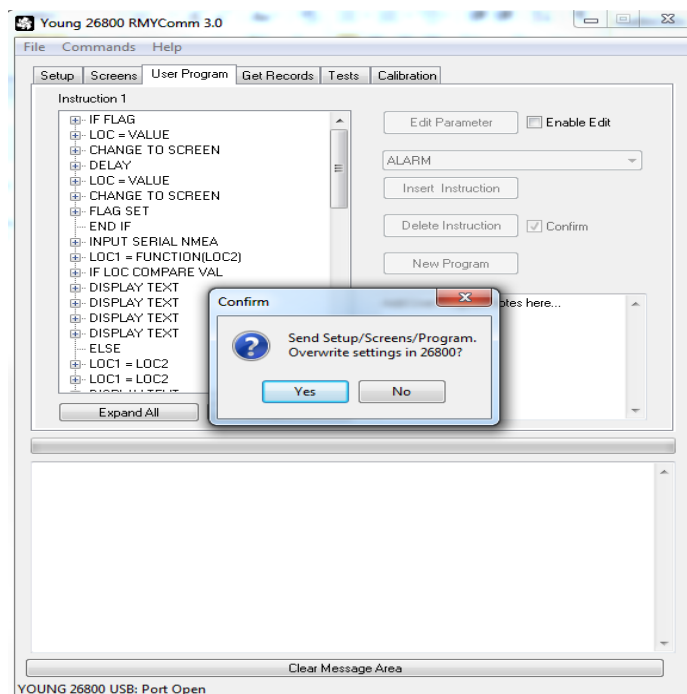 Young 26800 RMYComm 3.0
File Commands Help
Setup Screens User Program Get Records Tests Calibration
Instruction 1
IF FLAG
LOC = VALUE
CHANGE TO SCREEN
DELAY
LOC = VALUE
CHANGE TO SCREEN
FLAG SET
END IF
INPUT SERIAL NMEA
LOC1 = FUNCTION(LOC2)
IF LOC COMPARE VAL
DISPLAY TEXT
DISPLAY TEXT
DISPLAY TEXT
DISPLAY TEXT
ELSE
LOC1 = LOC2
LOC1 = LOC2
DISPLAY TEXT
Expand All
Edit Parameter Enable Edit
ALARM
Insert Instruction
Delete Instruction Confirm
New Program
notes here...
Confirm
Send Setup/Screens/Program.
Overwrite settings in 26800?
Yes No
Clear Message Area
YOUNG 26800 USB: Port Open